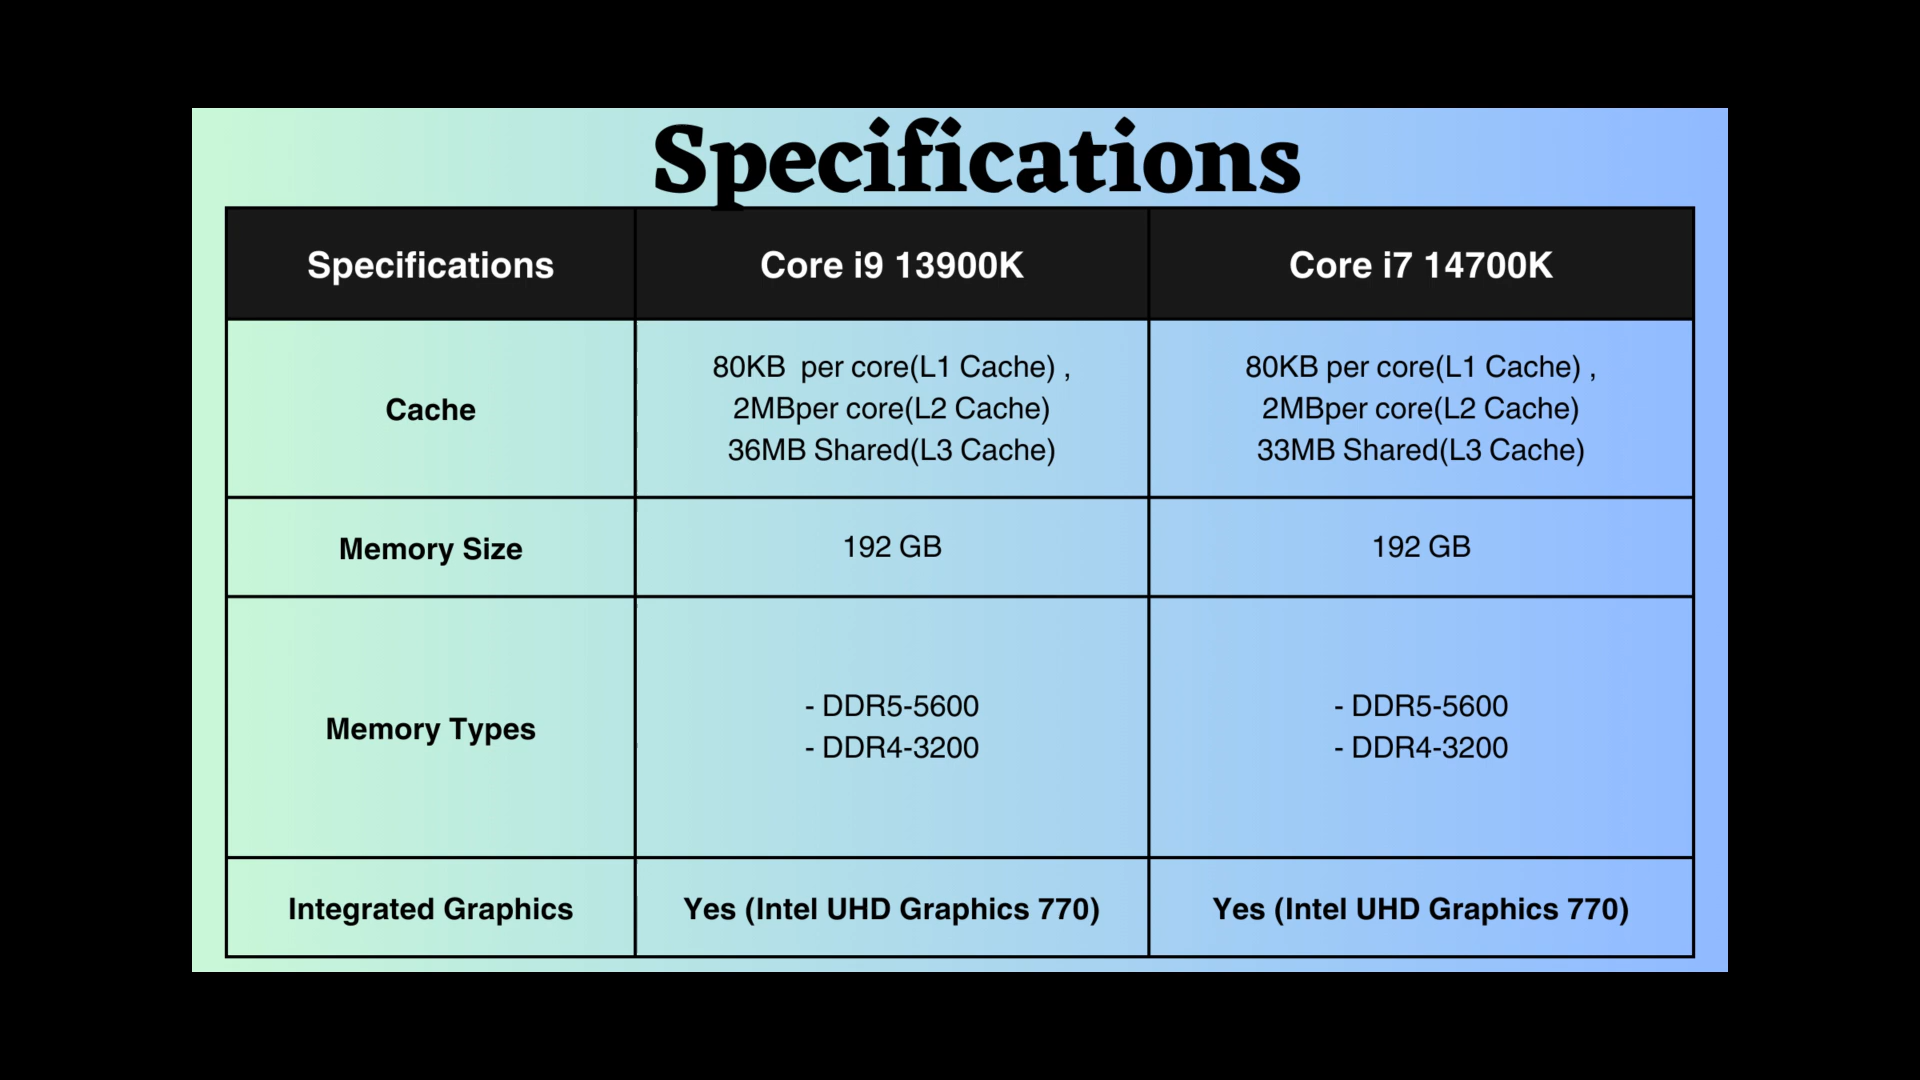 Specifications
Specifications Core i9 13900K Core i7 14700K
Cache
80KB per core(L1 Cache) ,
2MBper core(L2 Cache)
36MB Shared(L3 Cache)
80KB per core(L1 Cache) ,
2MBper core(L2 Cache)
33MB Shared(L3 Cache)
Memory Size 192 GB 192 GB
Memory Types
- DDR5-5600
- DDR4-3200
- DDR5-5600
- DDR4-3200
Integrated Graphics Yes (Intel UHD Graphics 770) Yes (Intel UHD Graphics 770)